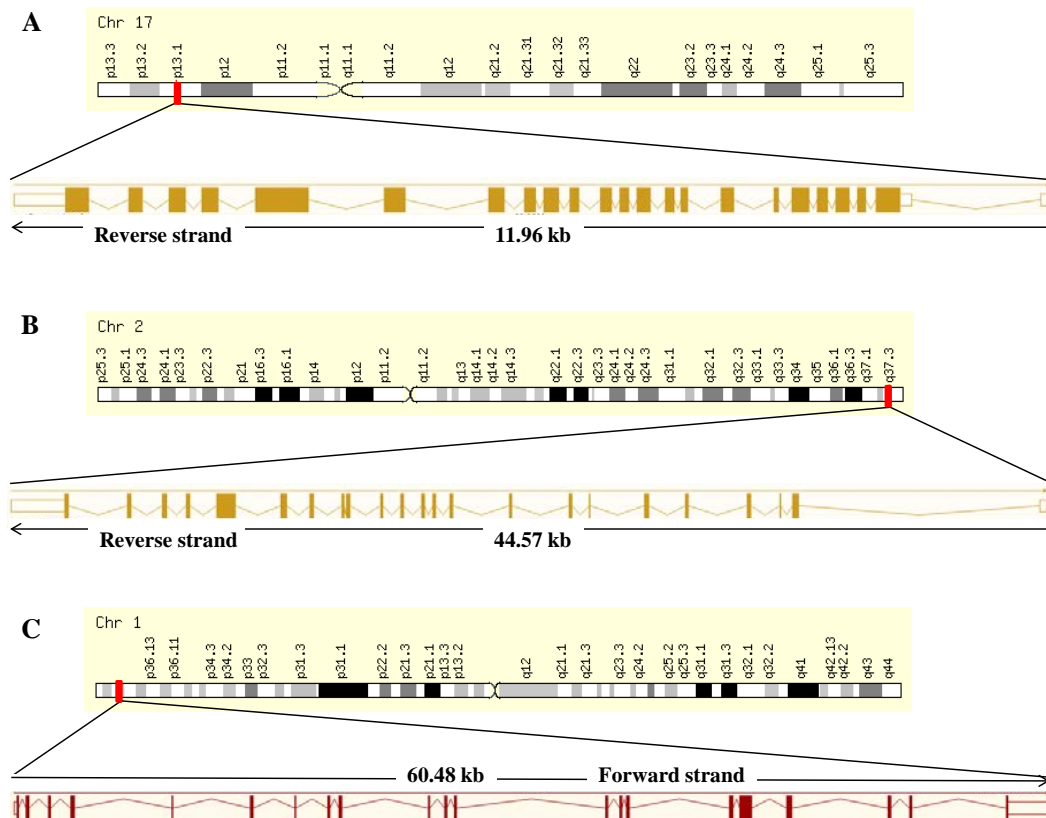 A
Chr 17
p13.3 p13.2 p13.1 p12 p11.2 p11.1 q11.1 q11.2 q12 q21.2 q21.31 q21.32 q21.33 q22 q23.2 q23.3 q24.1 q24.2 q24.3 q25.1 q25.3
Reverse strand 11.96 kb
B
Chr 2
p25.3 p25.1 p24.3 p24.1 p23.3 p22.3 p21 p16.3 p16.1 p14 p12 p11.2 q11.2 q13 q14.1 q14.2 q14.3 q22.1 q22.3 q23.3 q24.1 q24.2 q24.3 q31.1 q32.1 q32.3 q33.1 q33.3 q34 q35 q36.1 q36.3 q37.1 q37.3
Reverse strand 44.57 kb
C
Chr 1
p36.13 p36.11 p34.3 p34.2 p33 p32.3 p31.3 p31.1 p22.2 p21.3 p21.1 p13.3 p13.2 q12 q21.1 q21.3 q23.3 q24.2 q25.2 q25.3 q31.1 q31.3 q32.1 q32.2 q41 q42.13 q42.2 q43 q44
60.48 kb Forward strand